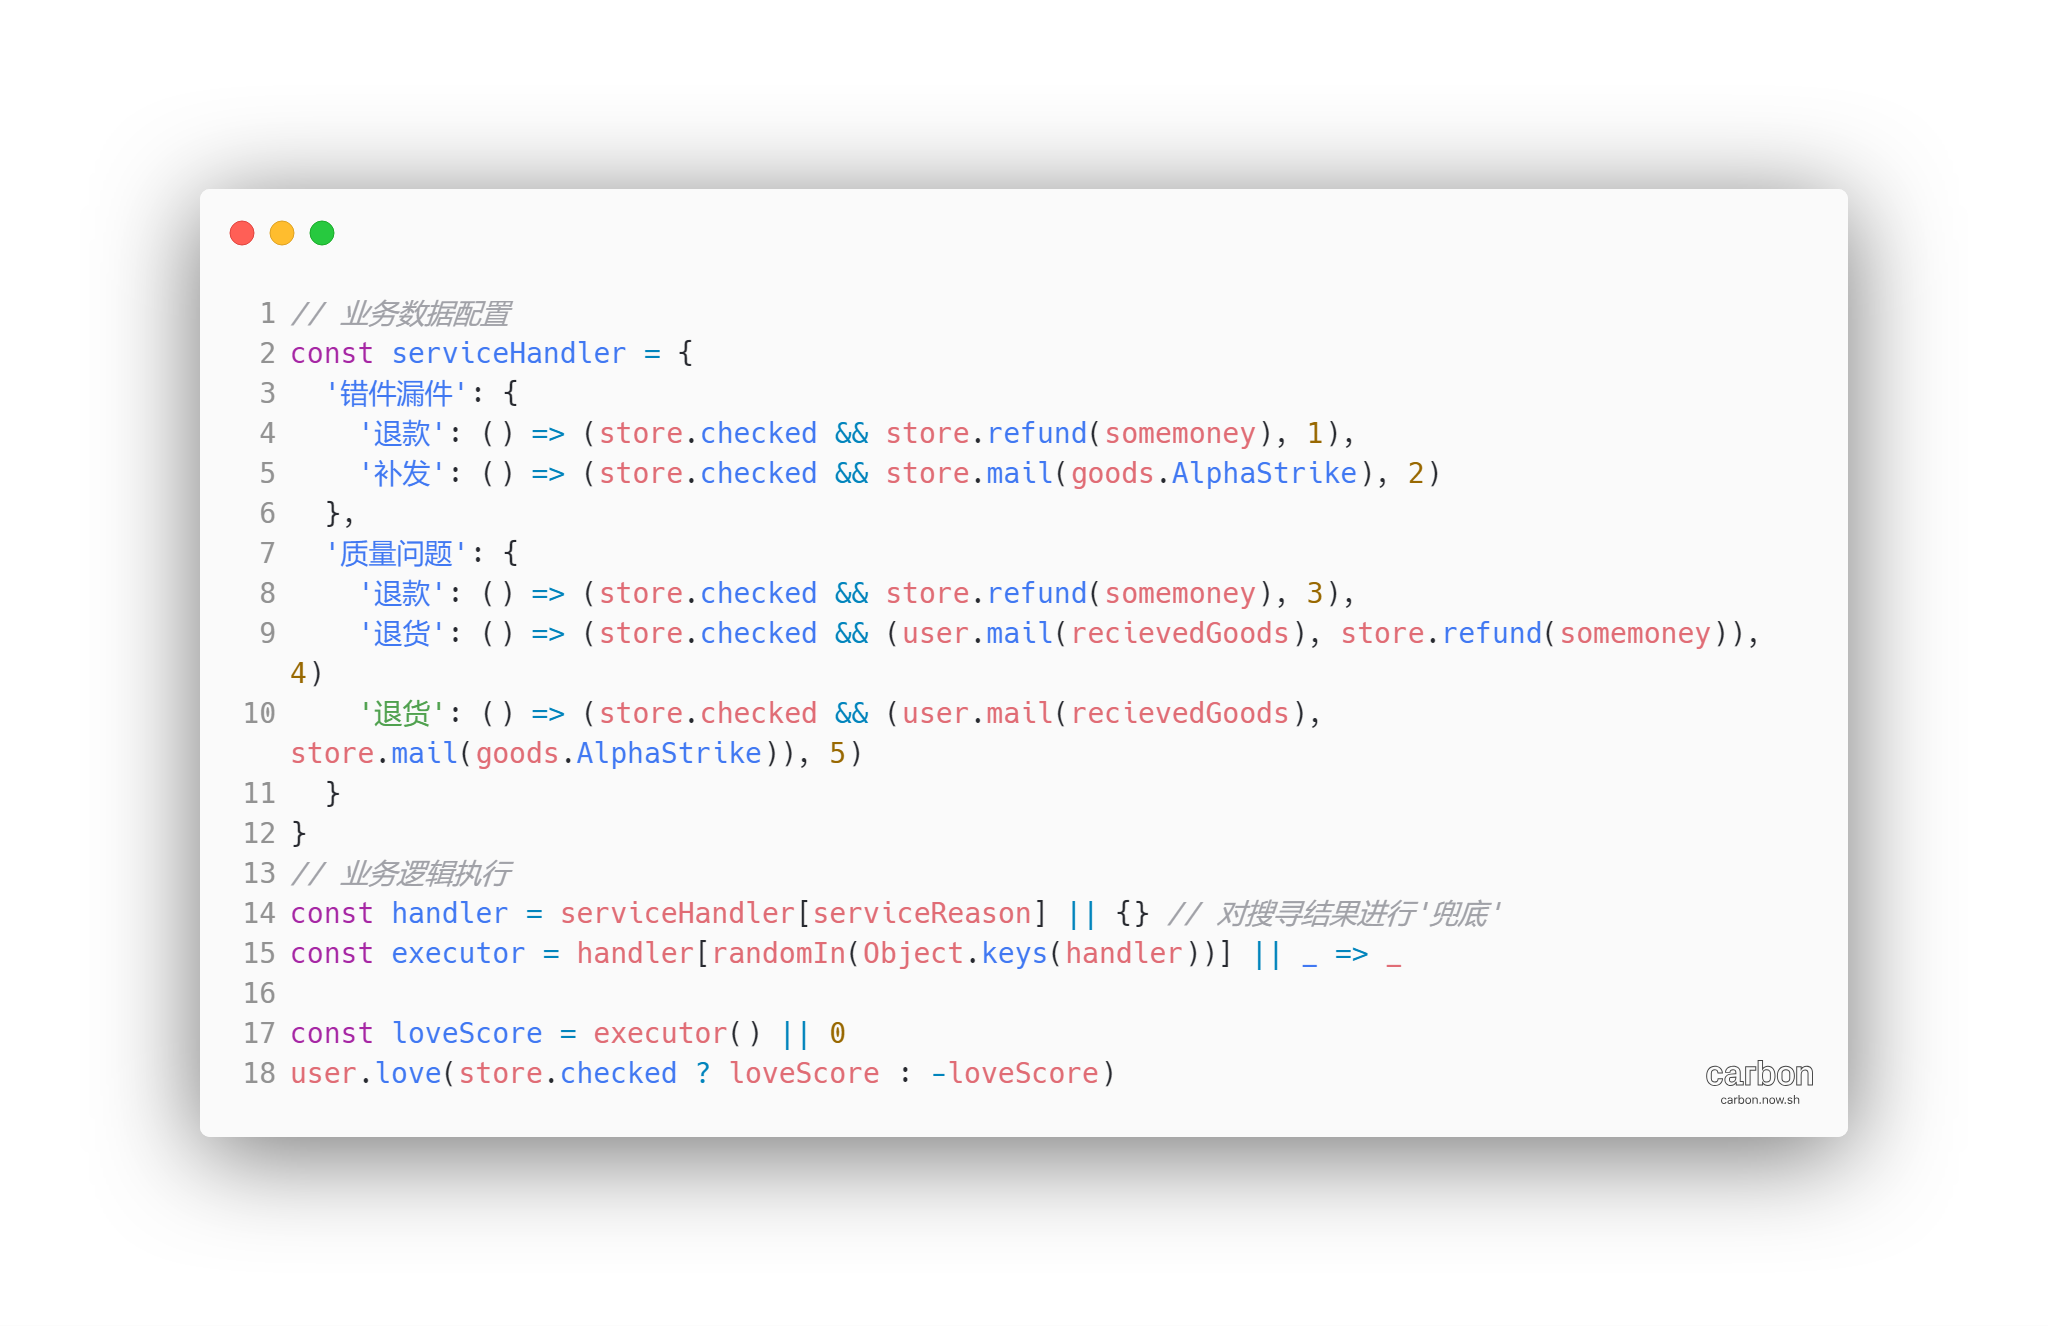 1 // 业务数据配置
2 const serviceHandler = {
3   '错件漏件': {
4     '退款': () => (store.checked && store.refund(somemoney), 1),
5     '补发': () => (store.checked && store.mail(goods.AlphaStrike), 2)
6   },
7   '质量问题': {
8     '退款': () => (store.checked && store.refund(somemoney), 3),
9     '退货': () => (store.checked && (user.mail(recievedGoods), store.refund(somemoney)),
4)
10     '退货': () => (store.checked && (user.mail(recievedGoods),
store.mail(goods.AlphaStrike)), 5)
11   }
12 }
13 // 业务逻辑执行
14 const handler = serviceHandler[serviceReason] || {} // 对搜寻结果进行'兜底'
15 const executor = handler[randomIn(Object.keys(handler))] || _ => _
16
17 const loveScore = executor() || 0
18 user.love(store.checked ? loveScore : -loveScore)
carbon
carbon.now.sh